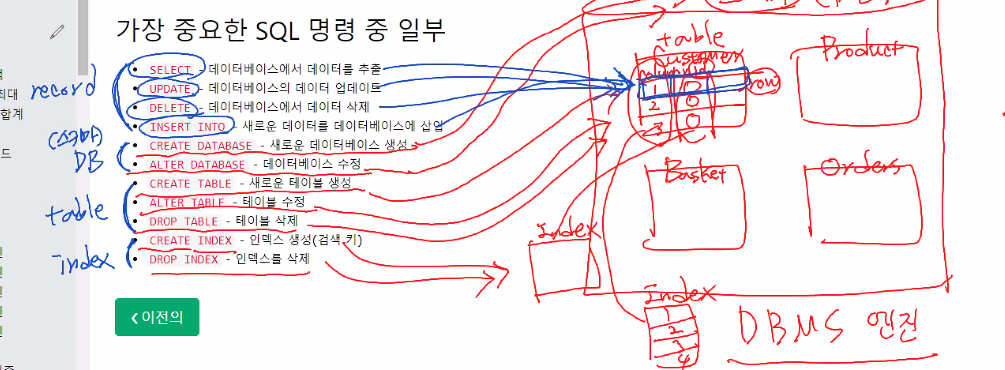 가장 중요한 SQL 명령 중 일부
SELECT - 데이터베이스에서 데이터를 추출
UPDATE - 데이터베이스의 데이터 업데이트
DELETE - 데이터베이스에서 데이터 삭제
INSERT INTO - 새로운 데이터를 데이터베이스에 삽입
CREATE DATABASE - 새로운 데이터베이스 생성
ALTER DATABASE - 데이터베이스 수정
CREATE TABLE - 새로운 테이블 생성
ALTER TABLE - 테이블 수정
DROP TABLE - 테이블 삭제
CREATE INDEX - 인덱스 생성(검색 키)
DROP INDEX - 인덱스를 삭제
❮ 이전의
최대
합계
드
record
DB
table
index
table
Customer
1 0
2 0
3 0
row
Product
Basket
Orders
Index
Index
1
2
3
4
DBMS 엔진